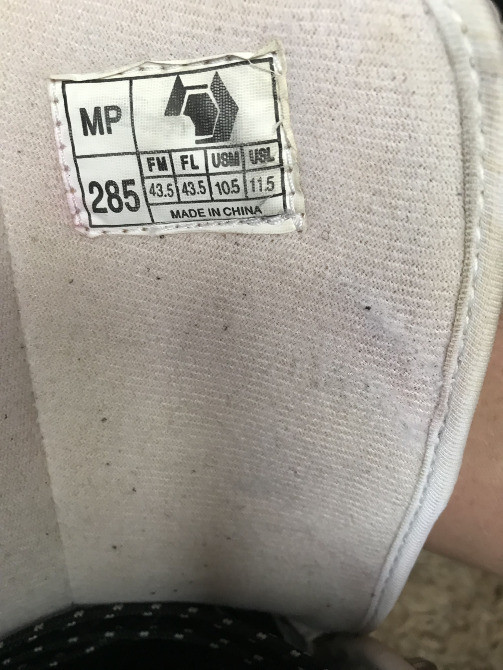 MP
FM FL USM USL
285 43.5 43.5 10.5 11.5
MADE IN CHINA